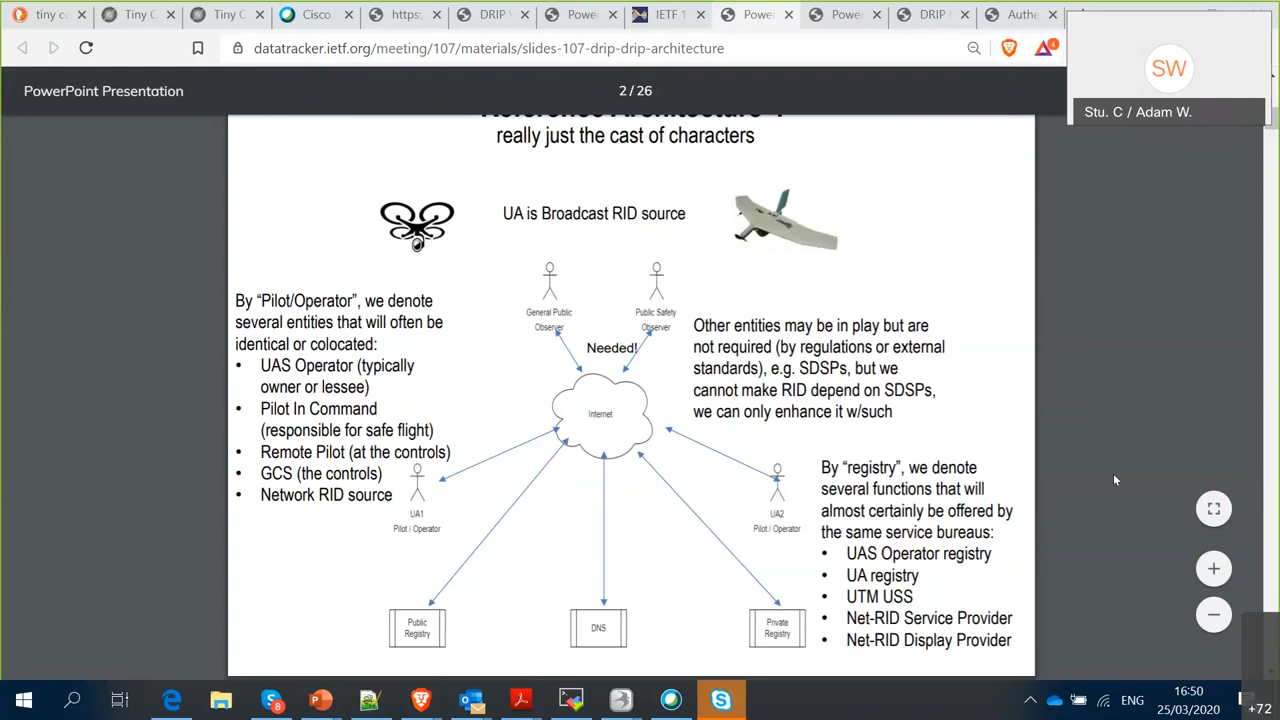 tiny c
Tiny C
Tiny C
Cisco
https:
DRIP
Power
IETF 1
Power
Power
DRIP
Authe
datatracker.ietf.org/meeting/107/materials/slides-107-drip-drip-architecture
4
SW
Stu. C / Adam W.
PowerPoint Presentation
2 / 26
Reference Architecture
really just the cast of characters
UA is Broadcast RID source
General Public
Observer
Public Safety
Observer
Needed!
Internet
By “Pilot/Operator”, we denote
several entities that will often be
identical or colocated:
• UAS Operator (typically
owner or lessee)
• Pilot In Command
(responsible for safe flight)
• Remote Pilot (at the controls)
• GCS (the controls)
• Network RID source
Other entities may be in play but are
not required (by regulations or external
standards), e.g. SDSPs, but we
cannot make RID depend on SDSPs,
we can only enhance it w/such
UA1
Pilot / Operator
UA2
Pilot / Operator
By “registry”, we denote
several functions that will
almost certainly be offered by
the same service bureaus:
• UAS Operator registry
• UA registry
• UTM USS
• Net-RID Service Provider
• Net-RID Display Provider
Public
Registry
DNS
Private
Registry
8
ENG
16:50
25/03/2020
+72